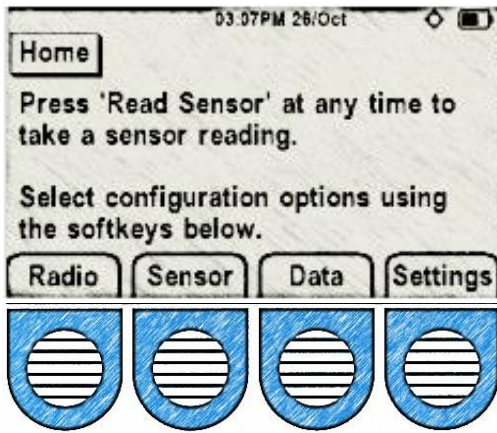 03:07PM 26/Oct
Home
Press 'Read Sensor' at any time to
take a sensor reading.
Select configuration options using
the softkeys below.
Radio Sensor Data Settings